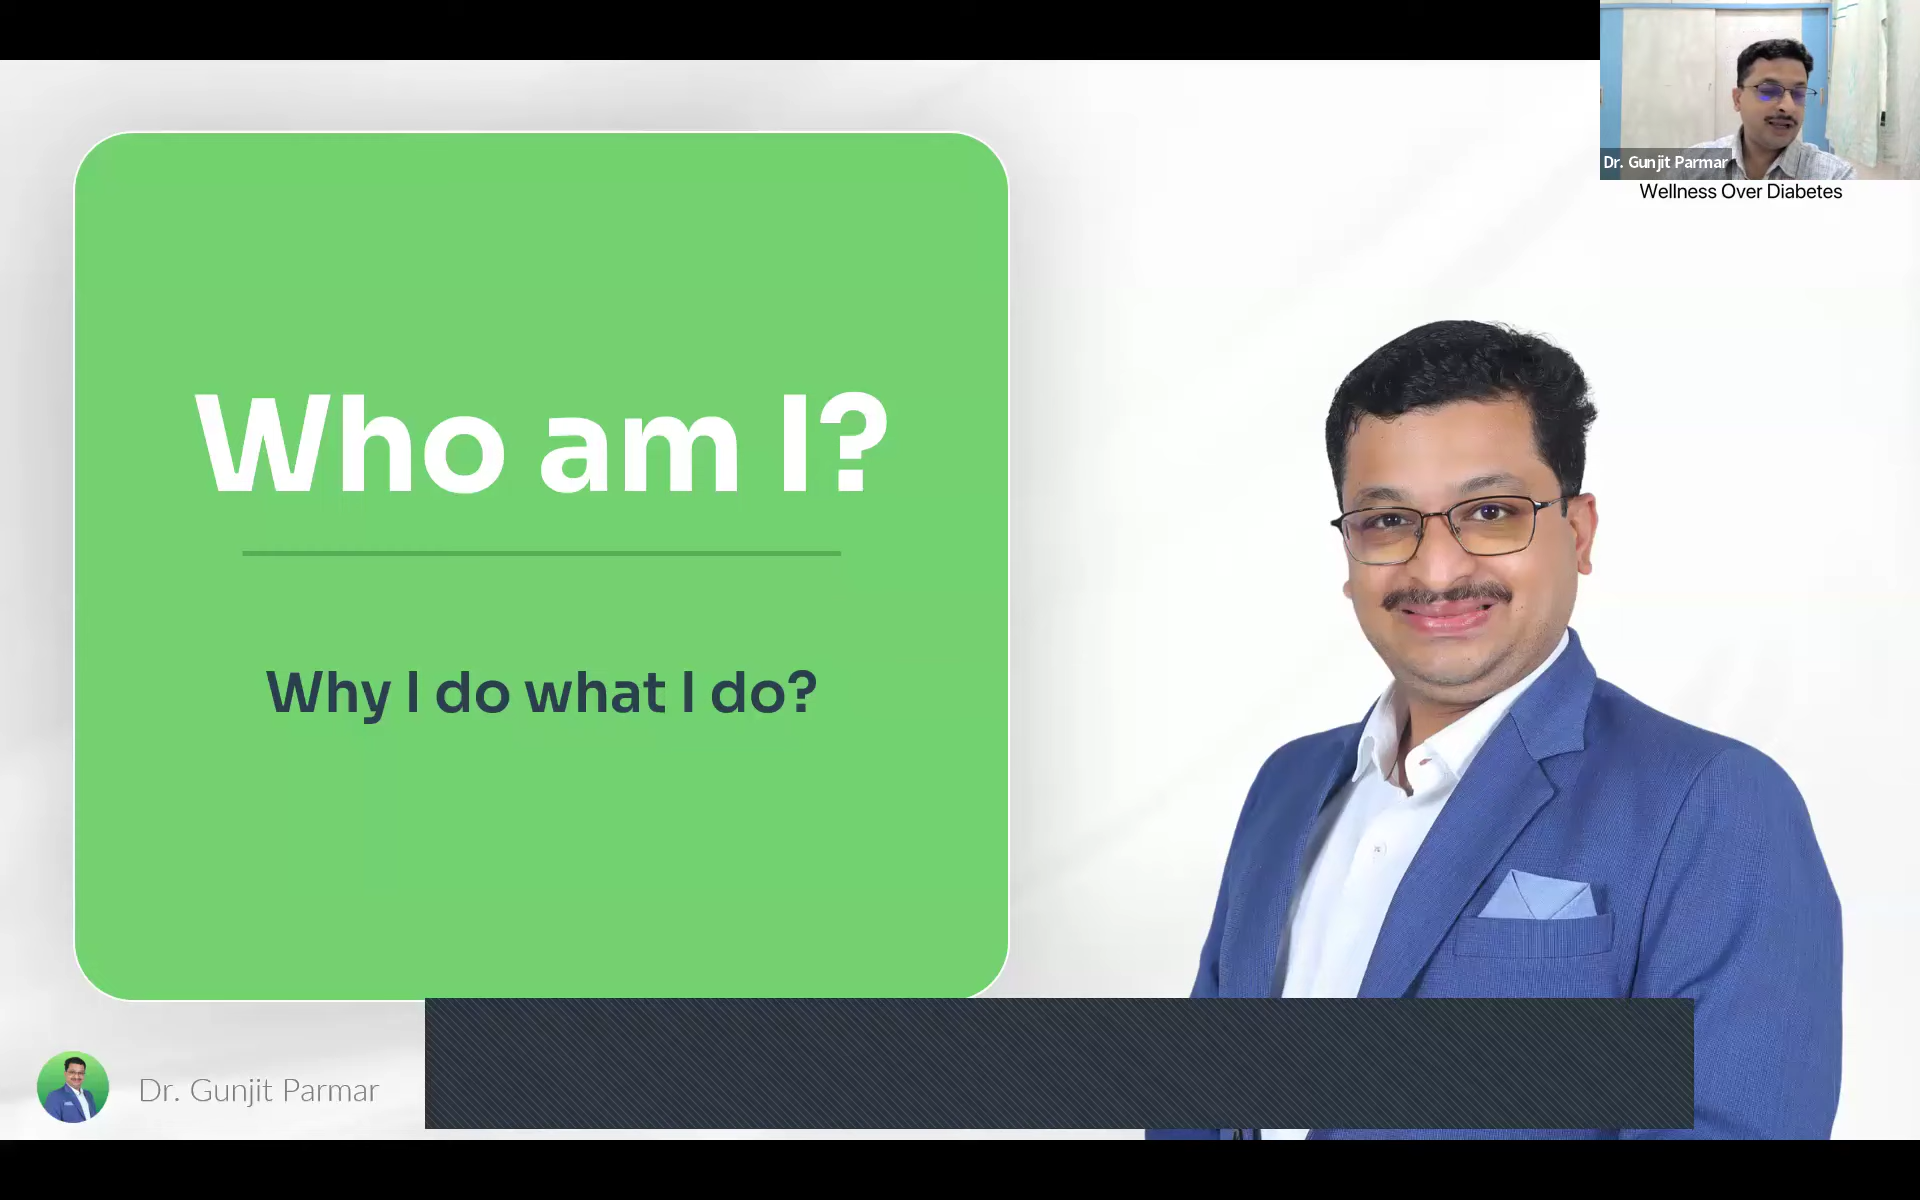 Dr. Gunjit Parmar
Wellness Over Diabetes
Who am I?
Why I do what I do?
Dr. Gunjit Parmar